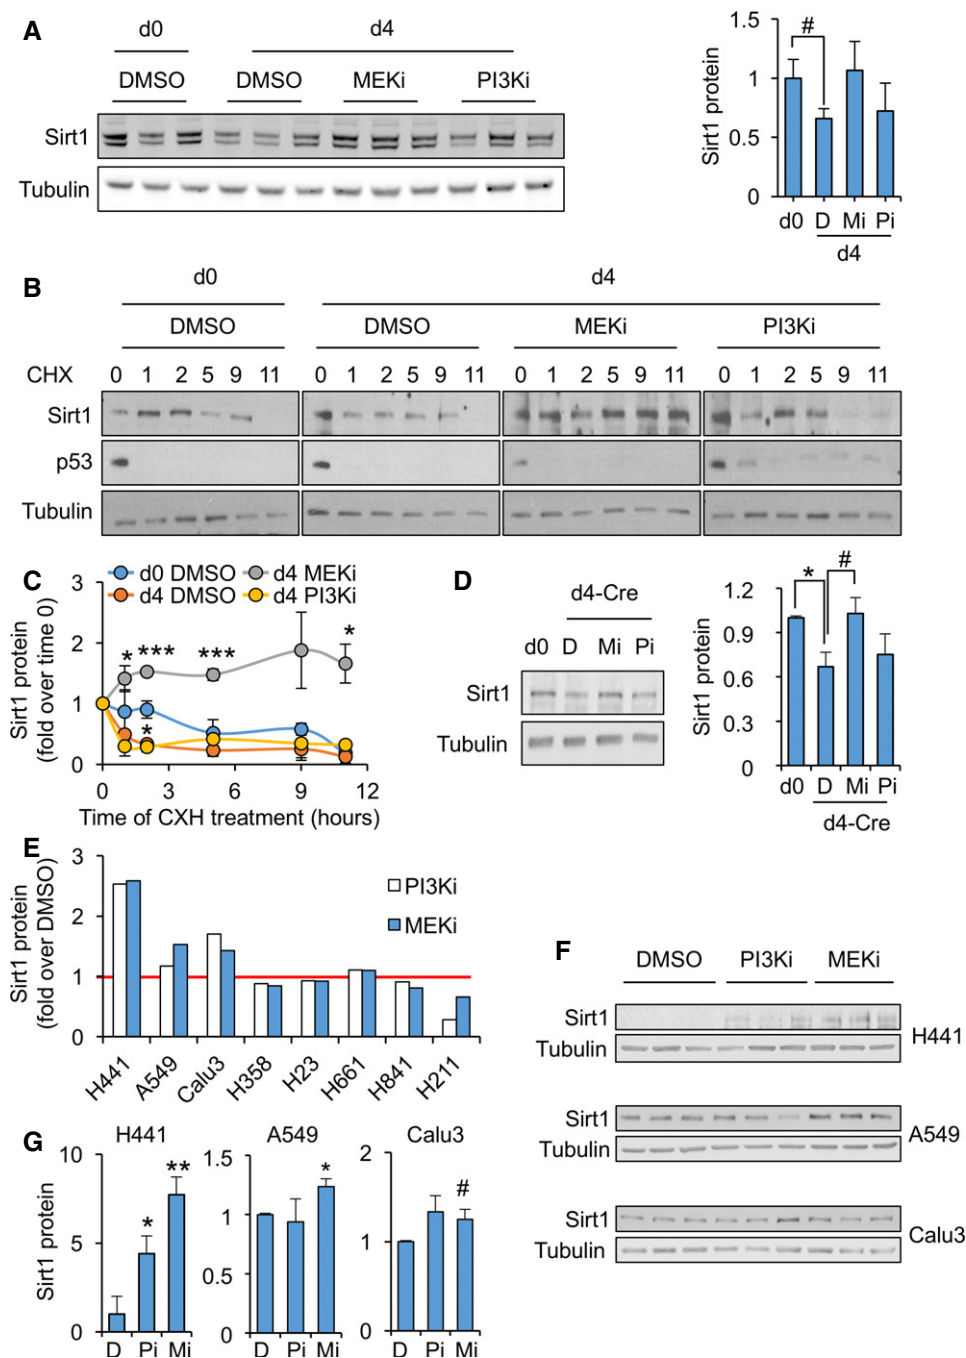 A
d0
d4
DMSO
DMSO
MEKi
PI3Ki
Sirt1
Tubulin
Sirt1 protein
1.5
1
0.5
0
#
d0 D Mi Pi
d4
B
d0
d4
DMSO
DMSO
MEKi
PI3Ki
CHX
0 1 2 5 9 11
0 1 2 5 9 11
0 1 2 5 9 11
0 1 2 5 9 11
Sirt1
p53
Tubulin
C
d0 DMSO
d4 MEKi
d4 DMSO
d4 PI3Ki
Sirt1 protein
(fold over time 0)
3
2
1
0
* *** *** *
*
0 3 6 9 12
Time of CXH treatment (hours)
D
d4-Cre
d0 D Mi Pi
Sirt1
Tubulin
Sirt1 protein
1.2
0.9
0.6
0.3
0
* #
d0 D Mi Pi
d4-Cre
E
Sirt1 protein
(fold over DMSO)
3
2
1
0
PI3Ki
MEKi
H441 A549 Calu3 H358 H23 H661 H841 H211
F
DMSO PI3Ki MEKi
Sirt1
Tubulin
H441
Sirt1
Tubulin
A549
Sirt1
Tubulin
Calu3
G
Sirt1 protein
H441
10
5
0
* **
D Pi Mi
A549
1.5
1
0.5
0
*
D Pi Mi
Calu3
2
1
0
#
D Pi Mi